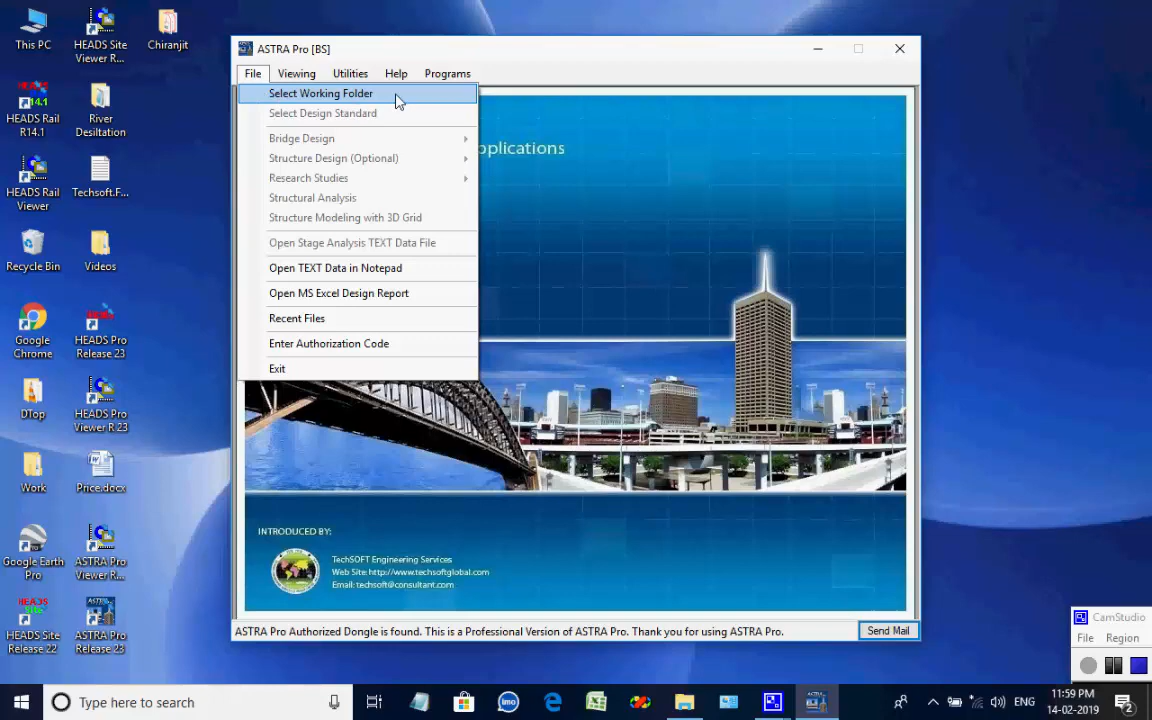 This PC
HEADS Site
Viewer R...
Chiranjit
HEADS Rail
R14.1
River
Desiltation
HEADS Rail
Viewer
Techsoft.F...
Recycle Bin
Videos
Google
Chrome
HEADS Pro
Release 23
DTop
HEADS Pro
Viewer R 23
Work
Price.docx
Google Earth
Pro
ASTRA Pro
Viewer R...
HEADS Site
Release 22
ASTRA Pro
Release 23
ASTRA Pro [BS]
File Viewing Utilities Help Programs
Select Working Folder
Select Design Standard
Bridge Design
Structure Design (Optional)
Research Studies
Structural Analysis
Structure Modeling with 3D Grid
Open Stage Analysis TEXT Data File
Open TEXT Data in Notepad
Open MS Excel Design Report
Recent Files
Enter Authorization Code
Exit
pplications
INTRODUCED BY:
TechSOFT Engineering Services
Web Site: http://www.techsoftglobal.com
Email: techsoft@consultant.com
ASTRA Pro Authorized Dongle is found. This is a Professional Version of ASTRA Pro. Thank you for using ASTRA Pro.
Send Mail
CamStudio
File Region
Type here to search
imo
ENG
11:59 PM
14-02-2019
2